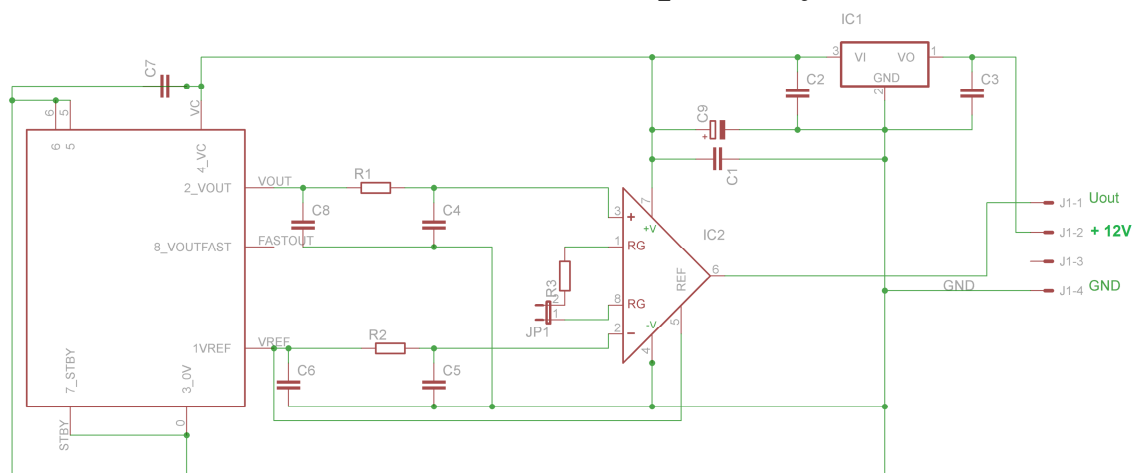 IC1
C7
3 VI VO 1
GND
2
C2
C3
6 5
6 5
VC
4_VC
C9
+
C1
2_VOUT VOUT R1
C8 C4
8_VOUTFAST FASTOUT
3 +
7
+V
IC2
1 RG
R3
REF
6
2
1
JP1
8 RG
5
2 -
-V
4
J1-1 Uout
J1-2 + 12V
J1-3
GND J1-4 GND
1VREF VREF R2
C6 C5
7_STBY
3_0V
STBY
0